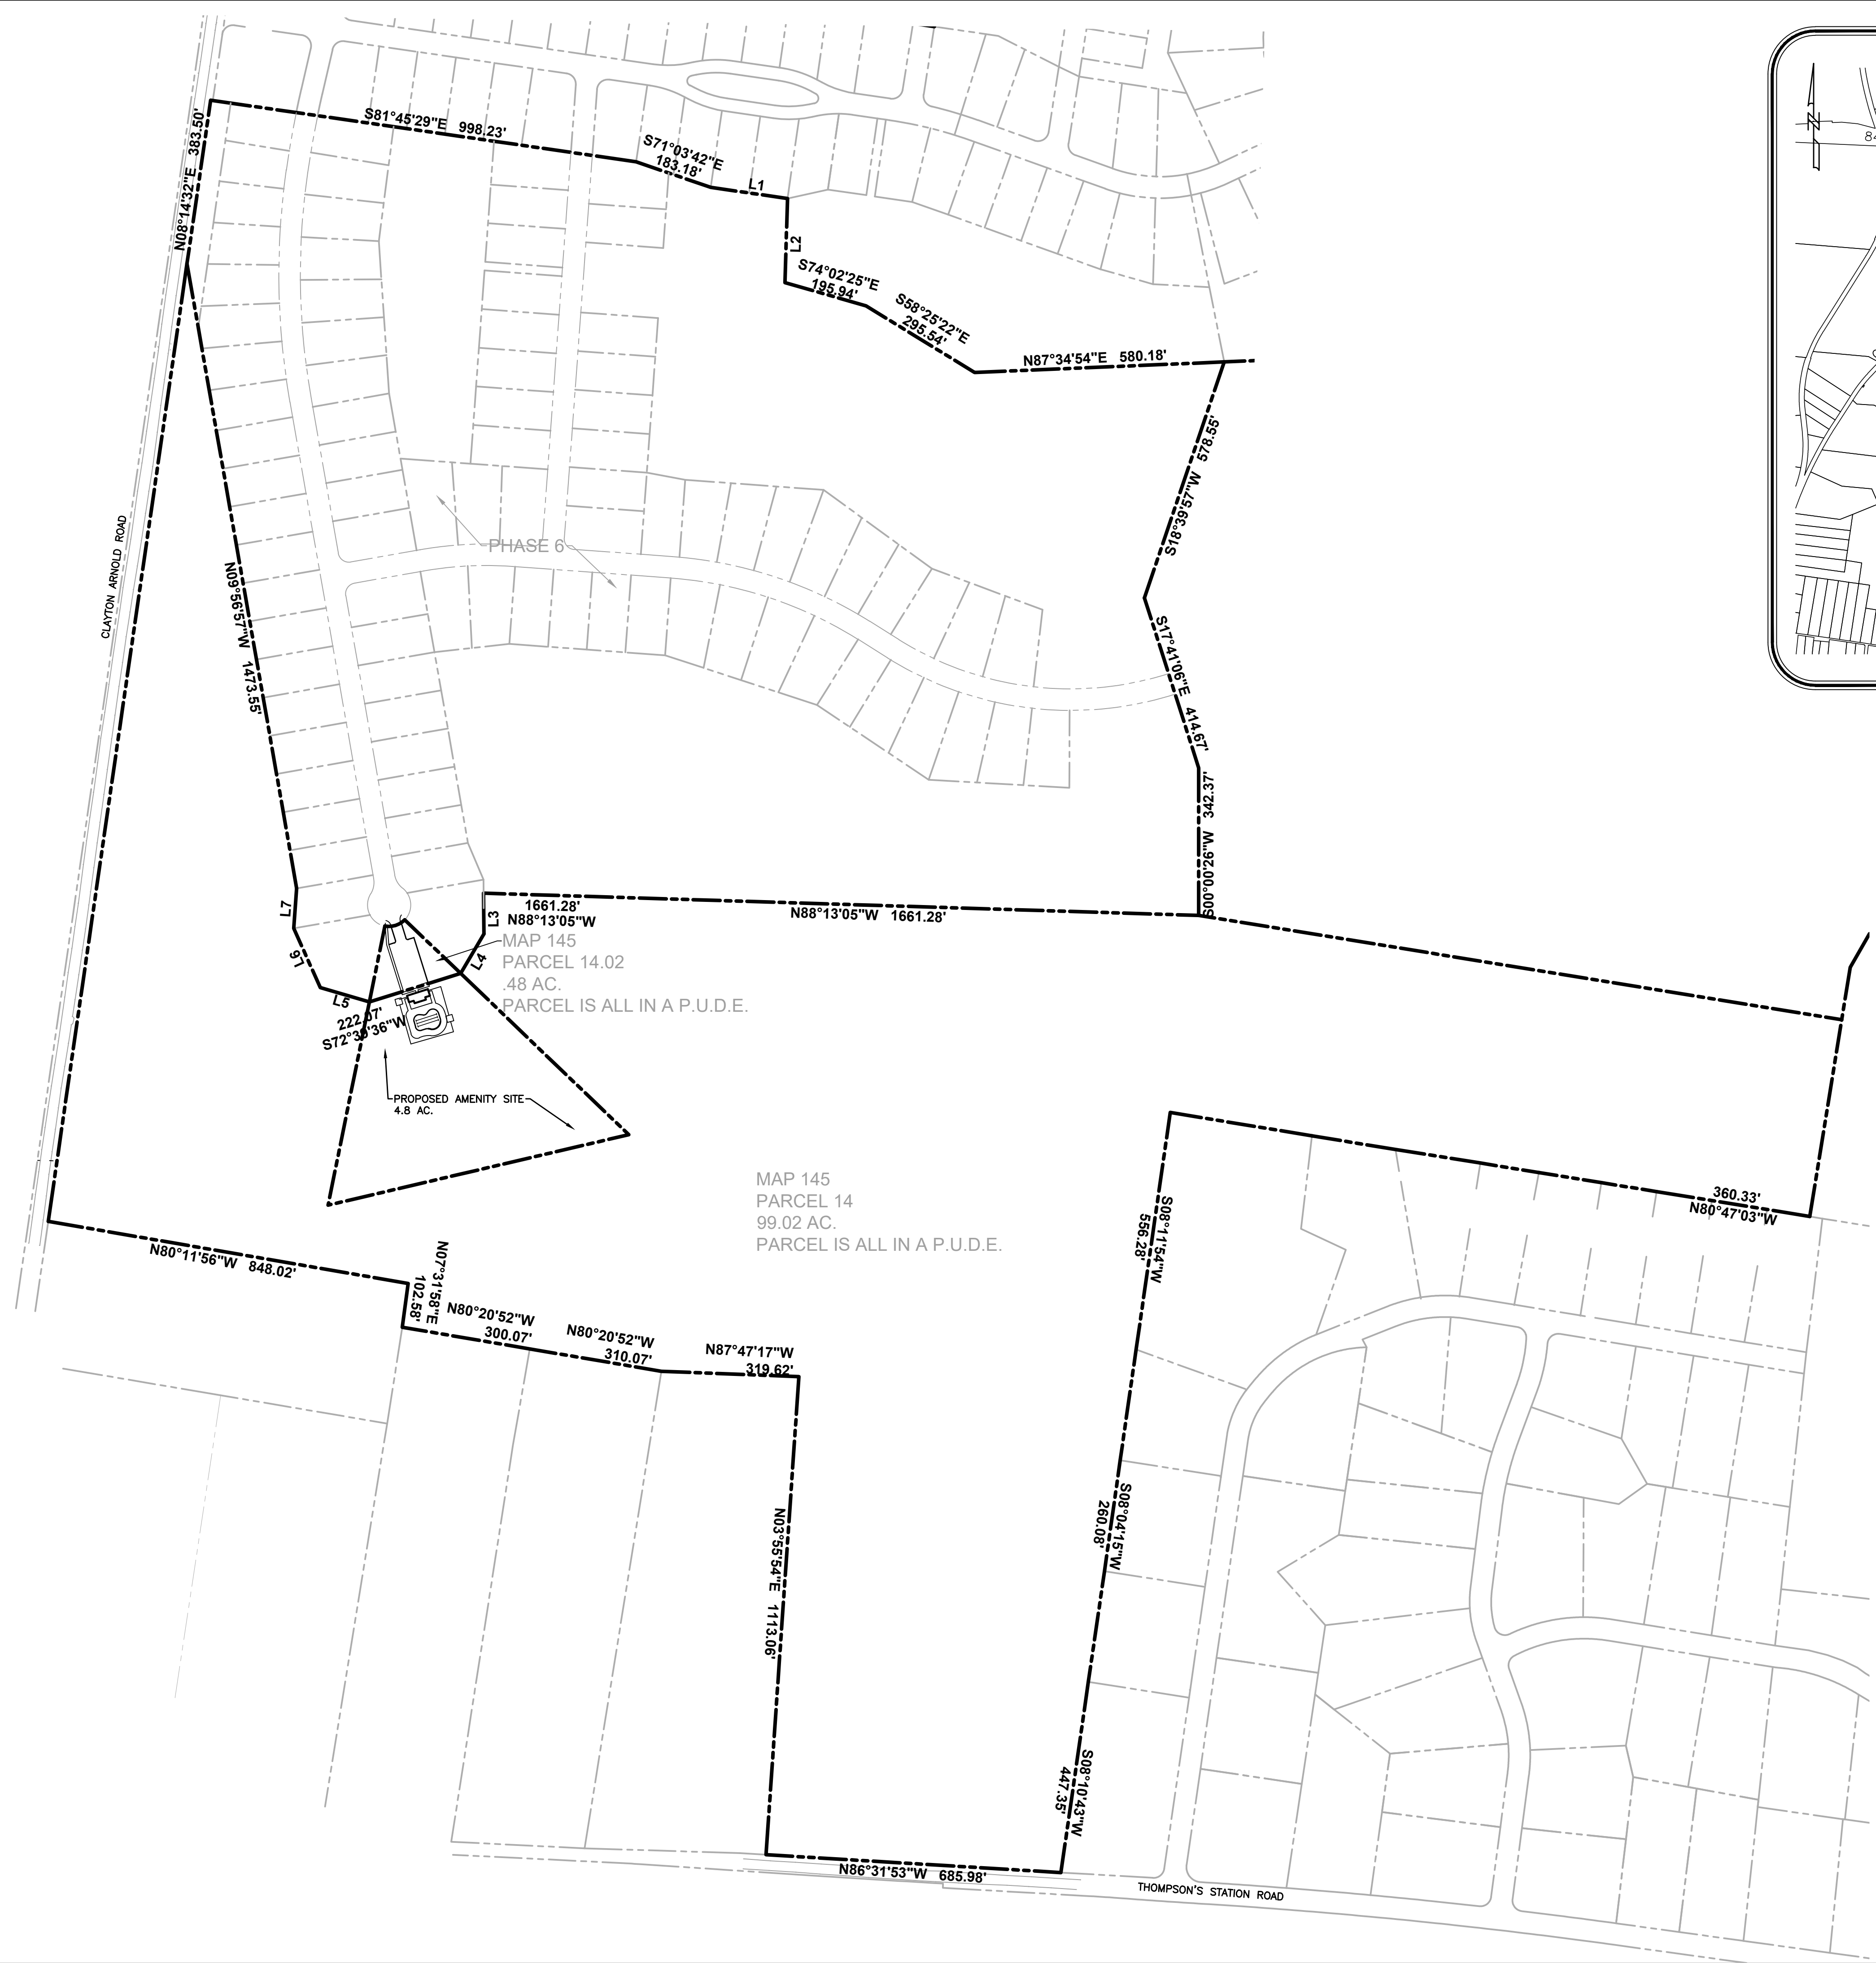 S81°45'29"E 998.23'
S71°03'42"E
183.18'
L1
N08°14'32"E 383.50'
L2
S74°02'25"E
195.94'
S58°25'22"E
295.54'
N87°34'54"E 580.18'
N
S18°39'57"W 578.55'
CLAYTON ARNOLD ROAD
PHASE 6
N09°56'57"W 1473.55'
S17°41'06"E 414.67'
S00°00'26"W 342.37'
L7
L3
1661.28'
N88°13'05"W
N88°13'05"W 1661.28'
L6
L4
MAP 145
PARCEL 14.02
.48 AC.
PARCEL IS ALL IN A P.U.D.E.
L5
222.07'
S72°39'36"W
PROPOSED AMENITY SITE
4.8 AC.
MAP 145
PARCEL 14
99.02 AC.
PARCEL IS ALL IN A P.U.D.E.
360.33'
N80°47'03"W
S08°11'54"W
556.28'
N80°11'56"W 848.02'
N07°31'58"E
102.58'
N80°20'52"W
300.07'
N80°20'52"W
310.07'
N87°47'17"W
319.62'
S08°04'15"W
260.08'
N03°55'54"E 1113.06'
S08°10'43"W
447.35'
N86°31'53"W 685.98'
THOMPSON'S STATION ROAD